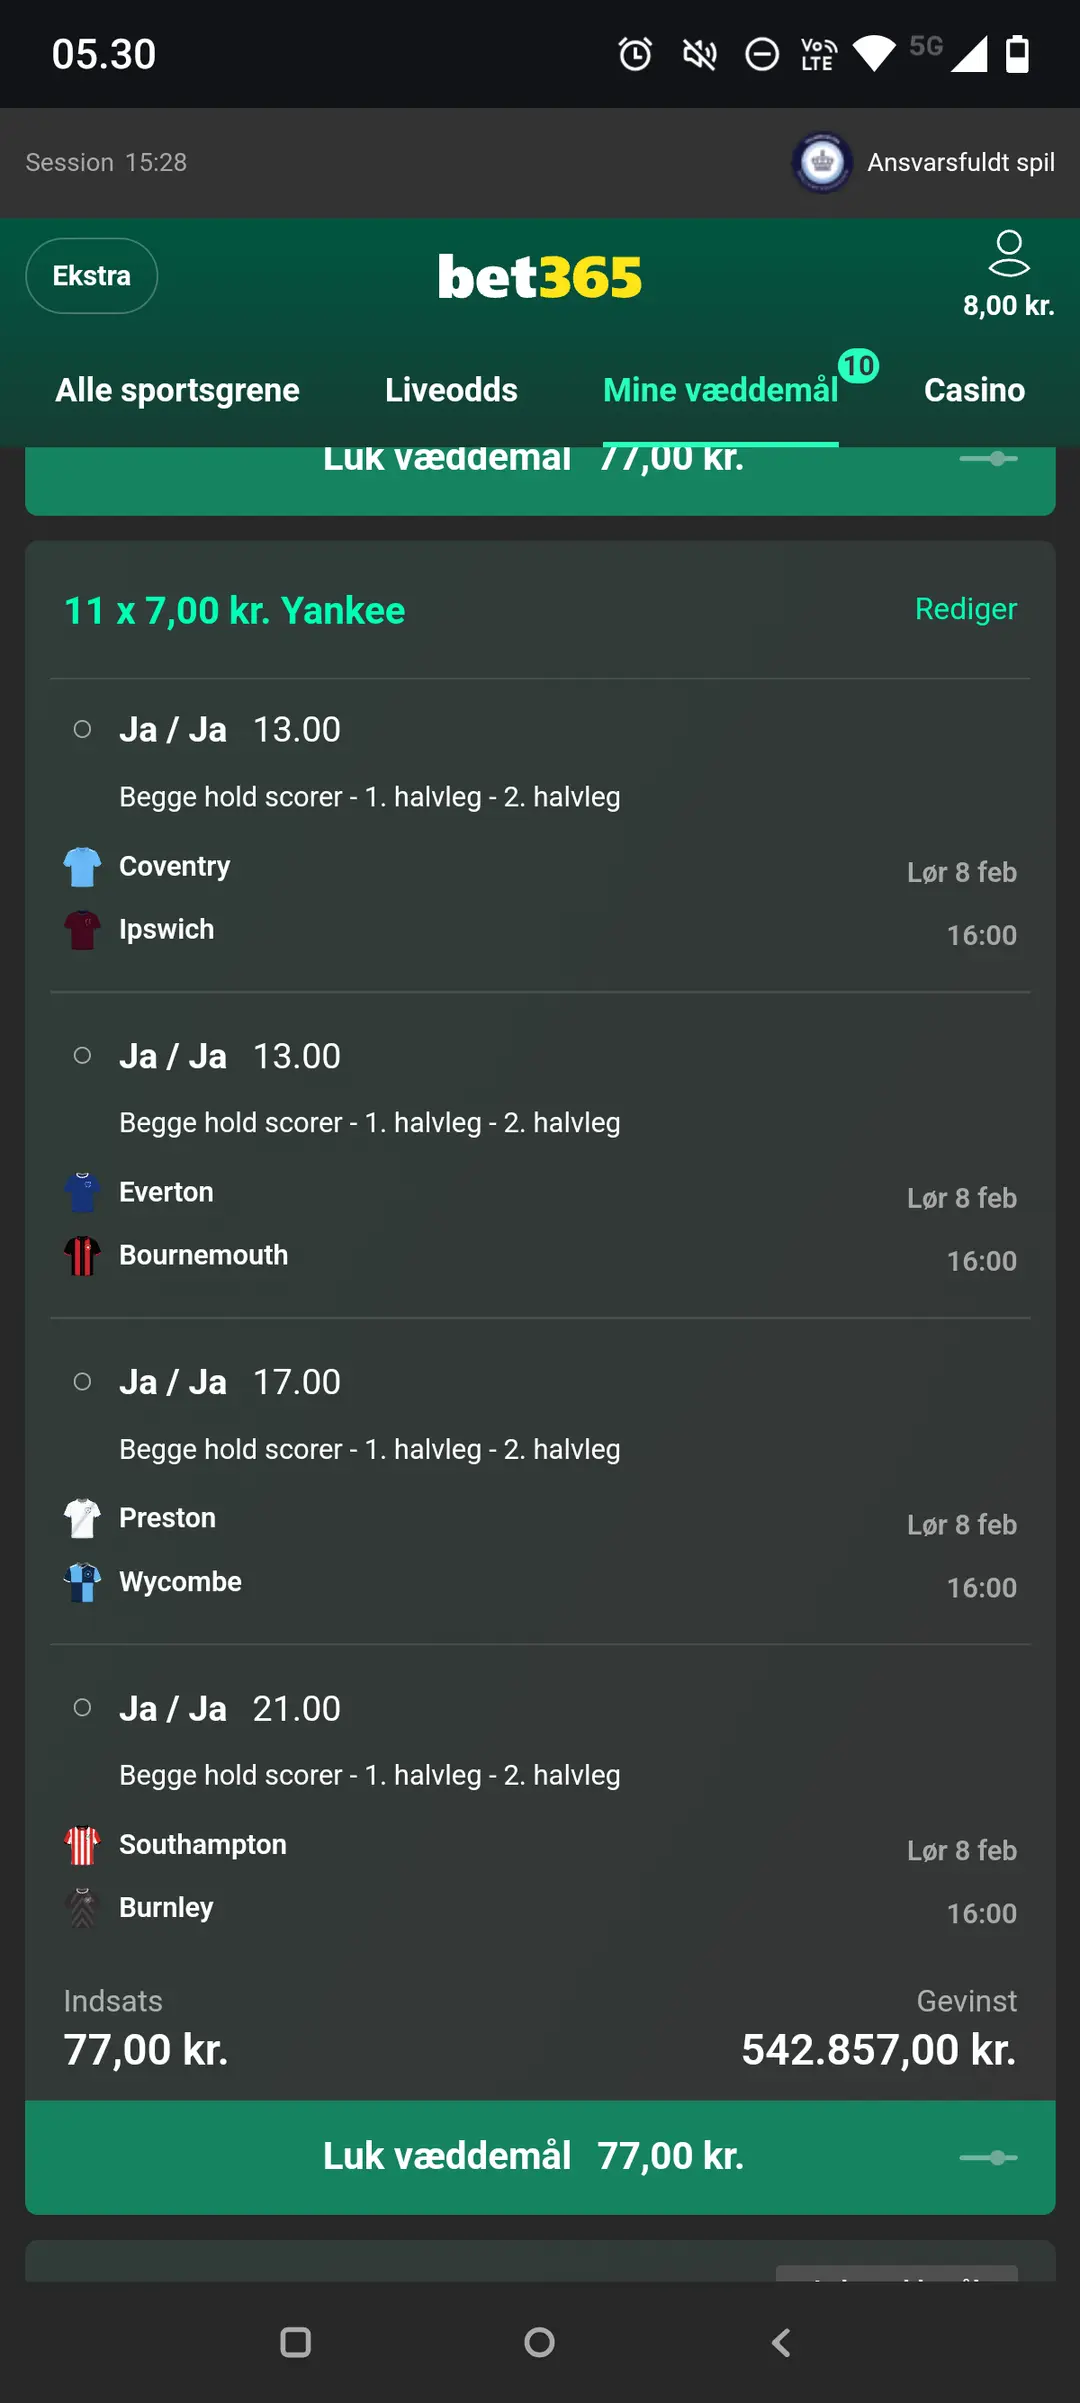 05.30
Vo LTE 5G
Session 15:28 Ansvarsfuldt spil
Ekstra bet365 8,00 kr.
Alle sportsgrene Liveodds Mine væddemål 10 Casino
Luk væddemål 77,00 kr.
11 x 7,00 kr. Yankee Rediger
Ja / Ja 13.00
Begge hold scorer - 1. halvleg - 2. halvleg
Coventry Lør 8 feb
Ipswich 16:00
Ja / Ja 13.00
Begge hold scorer - 1. halvleg - 2. halvleg
Everton Lør 8 feb
Bournemouth 16:00
Ja / Ja 17.00
Begge hold scorer - 1. halvleg - 2. halvleg
Preston Lør 8 feb
Wycombe 16:00
Ja / Ja 21.00
Begge hold scorer - 1. halvleg - 2. halvleg
Southampton Lør 8 feb
Burnley 16:00
Indsats Gevinst
77,00 kr. 542.857,00 kr.
Luk væddemål 77,00 kr.